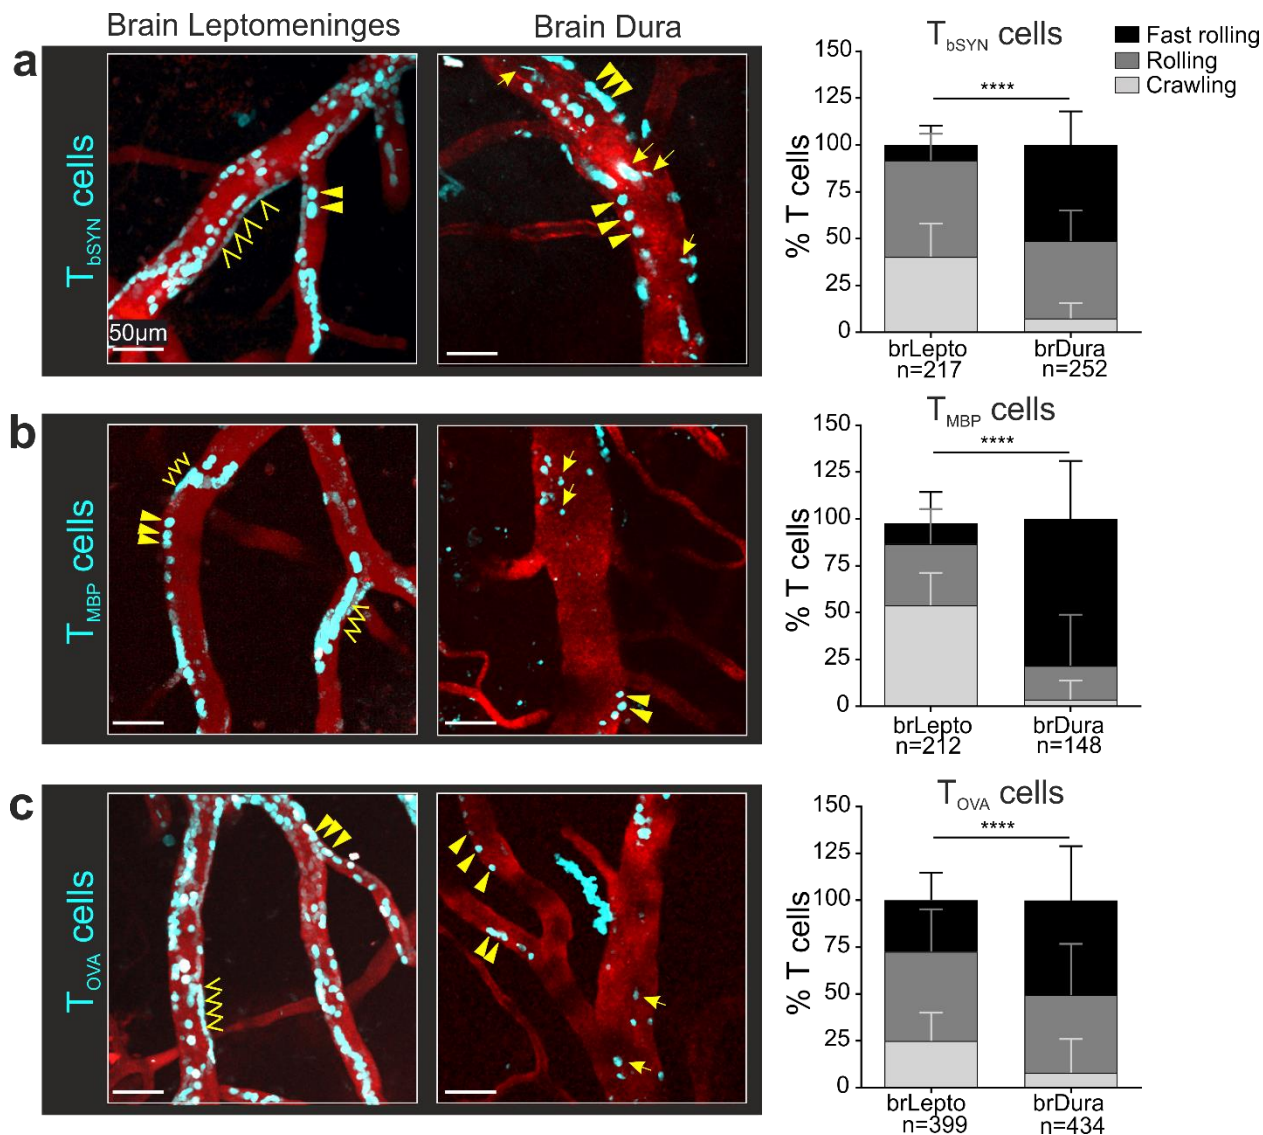 Brain Leptomeninges
Brain Dura
a
TbSYN cells
50µm
TbSYN cells
Fast rolling
Rolling
Crawling
% T cells
150
125
100
75
50
25
0
****
brLepto
n=217
brDura
n=252
b
TMBP cells
TMBP cells
% T cells
150
125
100
75
50
25
0
****
brLepto
n=212
brDura
n=148
c
TOVA cells
TOVA cells
% T cells
150
125
100
75
50
25
0
****
brLepto
n=399
brDura
n=434